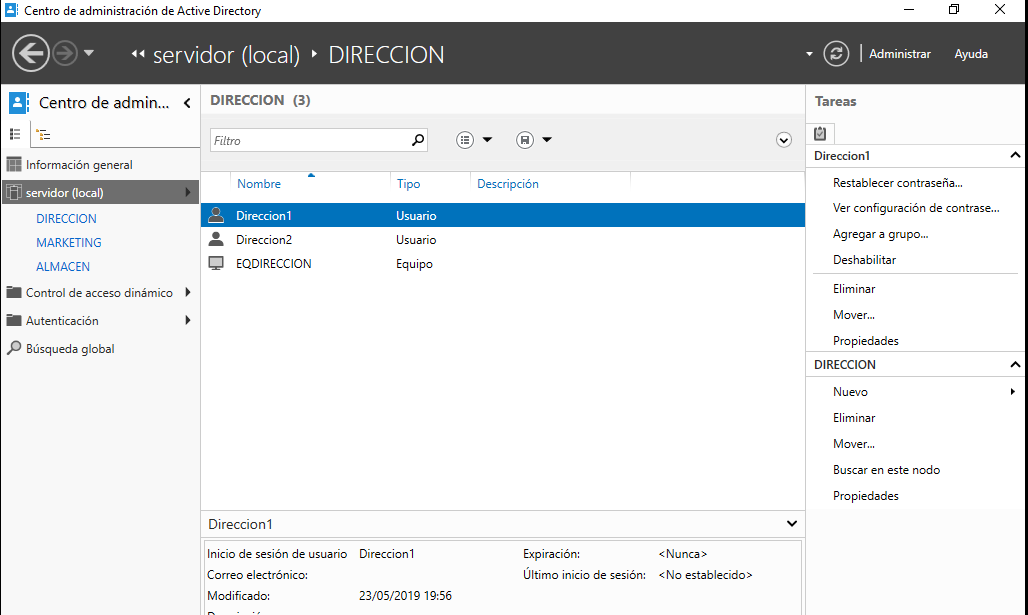 Centro de administración de Active Directory
servidor (local) DIRECCION
Administrar
Ayuda
Centro de admin...
Información general
servidor (local)
DIRECCION
MARKETING
ALMACEN
Control de acceso dinámico
Autenticación
Búsqueda global
DIRECCION (3)
Filtro
Nombre Tipo Descripción
Direccion1 Usuario
Direccion2 Usuario
EQDIRECCION Equipo
Direccion1
Inicio de sesión de usuario Direccion1 Expiración: <Nunca>
Correo electrónico: Último inicio de sesión: <No establecido>
Modificado: 23/05/2019 19:56
Tareas
Direccion1
Restablecer contraseña...
Ver configuración de contrase...
Agregar a grupo...
Deshabilitar
Eliminar
Mover...
Propiedades
DIRECCION
Nuevo
Eliminar
Mover...
Buscar en este nodo
Propiedades